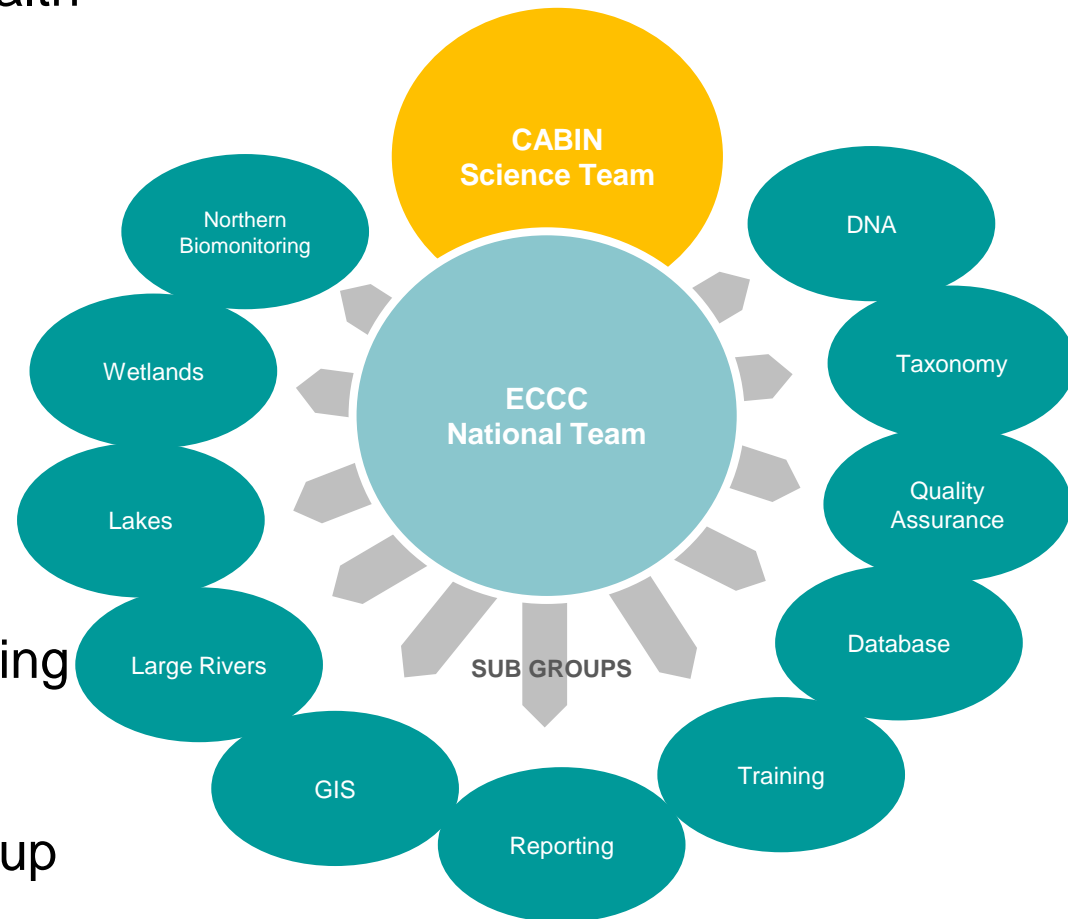 CABIN
Science Team
Northern
Biomonitoring
DNA
Wetlands
Taxonomy
ECCC
National Team
Lakes
Quality
Assurance
ing
Large Rivers
SUB GROUPS
Database
GIS
Training
Reporting
up